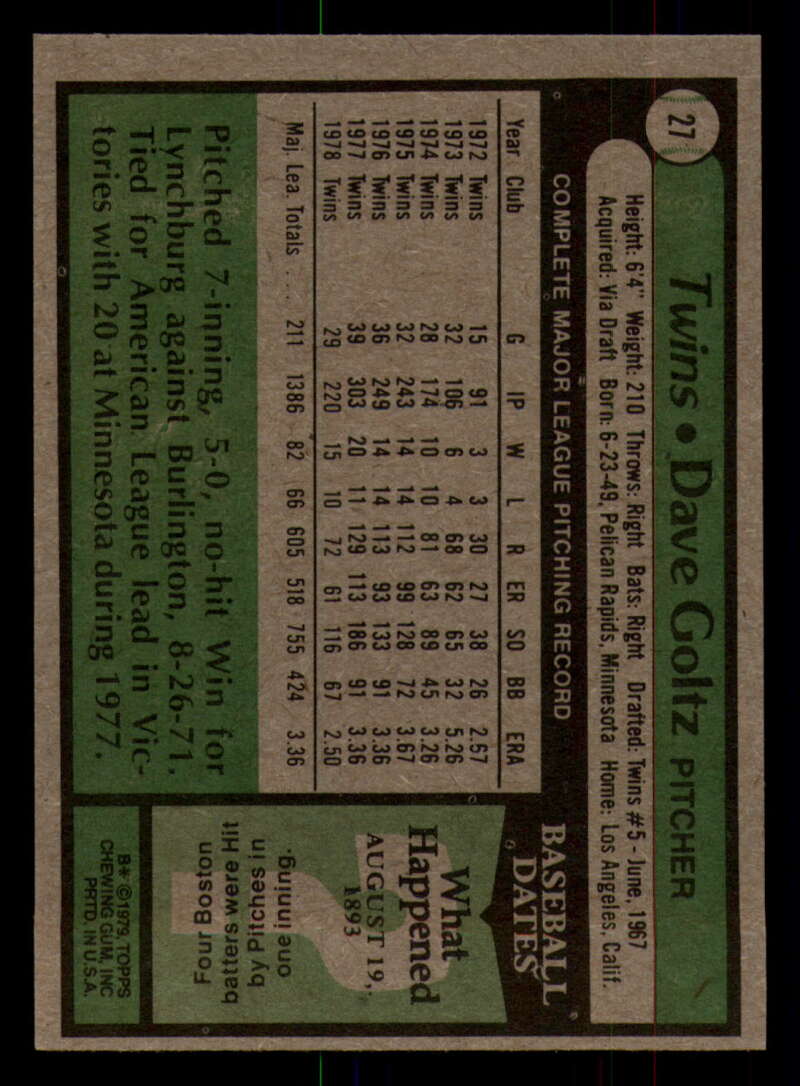 27
Twins • Dave Goltz PITCHER
Height: 6'4" Weight: 210 Throws: Right Bats: Right Drafted: Twins #5 - June, 1967
Acquired: Via Draft Born: 6-23-49, Pelican Rapids, Minnesota Home: Los Angeles, Calif.
COMPLETE MAJOR LEAGUE PITCHING RECORD
Year Club G IP W L R ER SO BB ERA
1972 Twins 15 91 3 3 30 27 38 26 2.57
1973 Twins 32 106 6 4 68 62 65 32 5.26
1974 Twins 28 174 10 10 81 63 89 45 3.26
1975 Twins 32 243 14 14 112 99 128 72 3.67
1976 Twins 36 249 14 14 113 93 133 91 3.36
1977 Twins 39 303 20 11 129 113 186 91 3.36
1978 Twins 29 220 15 10 72 61 116 67 2.50
Maj. Lea. Totals . . . 211 1386 82 66 605 518 755 424 3.36
Pitched 7-inning, 5-0, no-hit Win for
Lynchburg against Burlington, 8-26-71.
Tied for American League lead in Vic-
tories with 20 at Minnesota during 1977.
BASEBALL
DATES
What
Happened
AUGUST 19,
1893
?
Four Boston
batters were Hit
by Pitches in
one inning.
B* ©1979, TOPPS
CHEWING GUM, INC
PRTD. IN U.S.A.